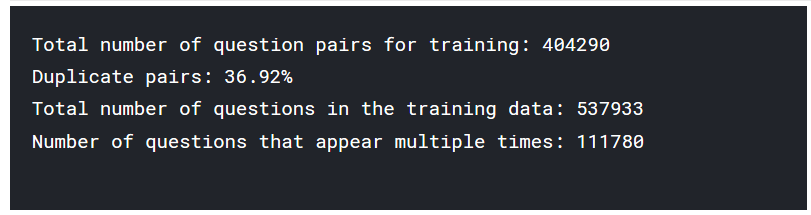 Total number of question pairs for training: 404290
Duplicate pairs: 36.92%
Total number of questions in the training data: 537933
Number of questions that appear multiple times: 111780